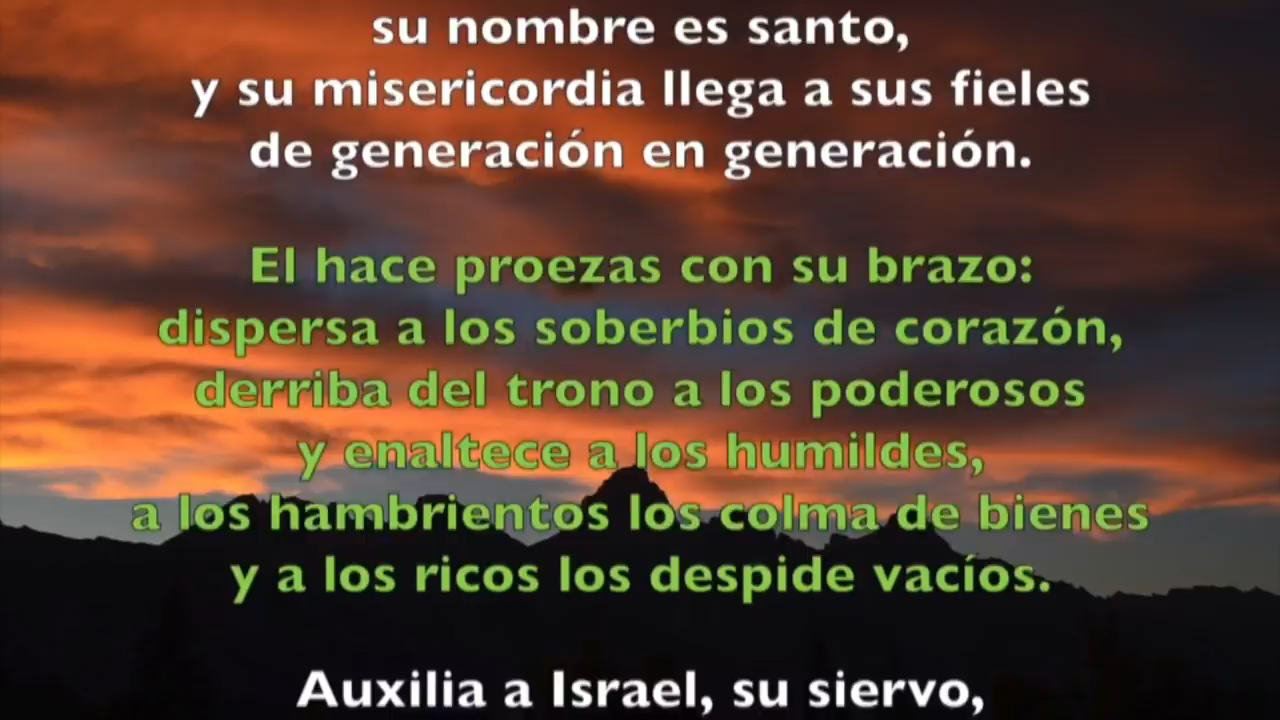 su nombre es santo,
y su misericordia llega a sus fieles
de generación en generación.
El hace proezas con su brazo:
dispersa a los soberbios de corazón,
derriba del trono a los poderosos
y enaltece a los humildes,
a los hambrientos los colma de bienes
y a los ricos los despide vacíos.
Auxilia a Israel, su siervo,